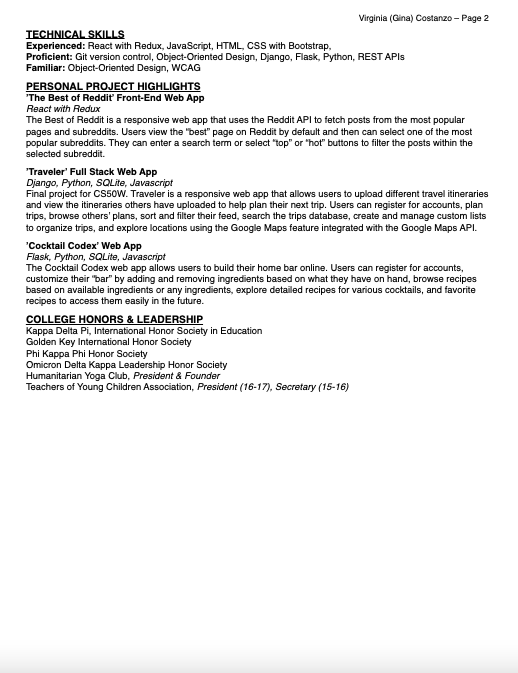 Virginia (Gina) Costanzo – Page 2
TECHNICAL SKILLS
Experienced: React with Redux, JavaScript, HTML, CSS with Bootstrap,
Proficient: Git version control, Object-Oriented Design, Django, Flask, Python, REST APIs
Familiar: Object-Oriented Design, WCAG
PERSONAL PROJECT HIGHLIGHTS
'The Best of Reddit' Front-End Web App
React with Redux
The Best of Reddit is a responsive web app that uses the Reddit API to fetch posts from the most popular
pages and subreddits. Users view the “best” page on Reddit by default and then can select one of the most
popular subreddits. They can enter a search term or select “top” or “hot” buttons to filter the posts within the
selected subreddit.
'Traveler' Full Stack Web App
Django, Python, SQLite, Javascript
Final project for CS50W. Traveler is a responsive web app that allows users to upload different travel itineraries
and view the itineraries others have uploaded to help plan their next trip. Users can register for accounts, plan
trips, browse others’ plans, sort and filter their feed, search the trips database, create and manage custom lists
to organize trips, and explore locations using the Google Maps feature integrated with the Google Maps API.
'Cocktail Codex' Web App
Flask, Python, SQLite, Javascript
The Cocktail Codex web app allows users to build their home bar online. Users can register for accounts,
customize their “bar” by adding and removing ingredients based on what they have on hand, browse recipes
based on available ingredients or any ingredients, explore detailed recipes for various cocktails, and favorite
recipes to access them easily in the future.
COLLEGE HONORS & LEADERSHIP
Kappa Delta Pi, International Honor Society in Education
Golden Key International Honor Society
Phi Kappa Phi Honor Society
Omicron Delta Kappa Leadership Honor Society
Humanitarian Yoga Club, President & Founder
Teachers of Young Children Association, President (16-17), Secretary (15-16)